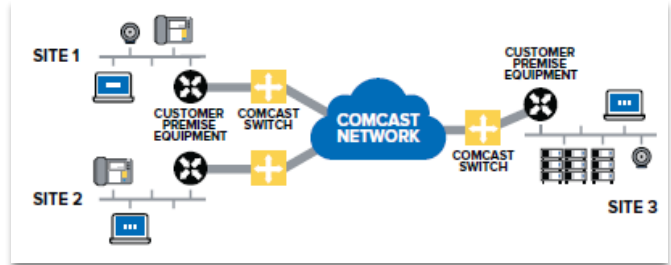 SITE 1
CUSTOMER
PREMISE
EQUIPMENT
COMCAST
SWITCH
COMCAST
NETWORK
CUSTOMER
PREMISE
EQUIPMENT
COMCAST
SWITCH
SITE 2
SITE 3